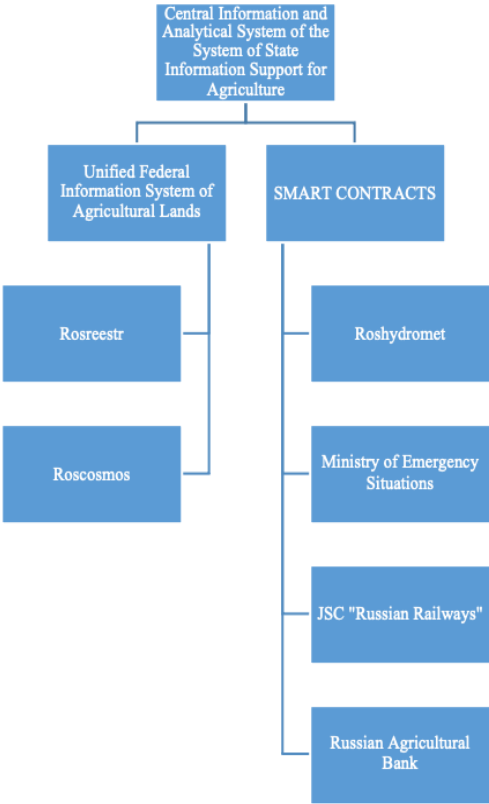 Central Information and
Analytical System of the
System of State
Information Support for
Agriculture
Unified Federal
Information System of
Agricultural Lands
SMART CONTRACTS
Rosreestr
Roshydromet
Roscosmos
Ministry of Emergency
Situations
JSC "Russian Railways"
Russian Agricultural
Bank